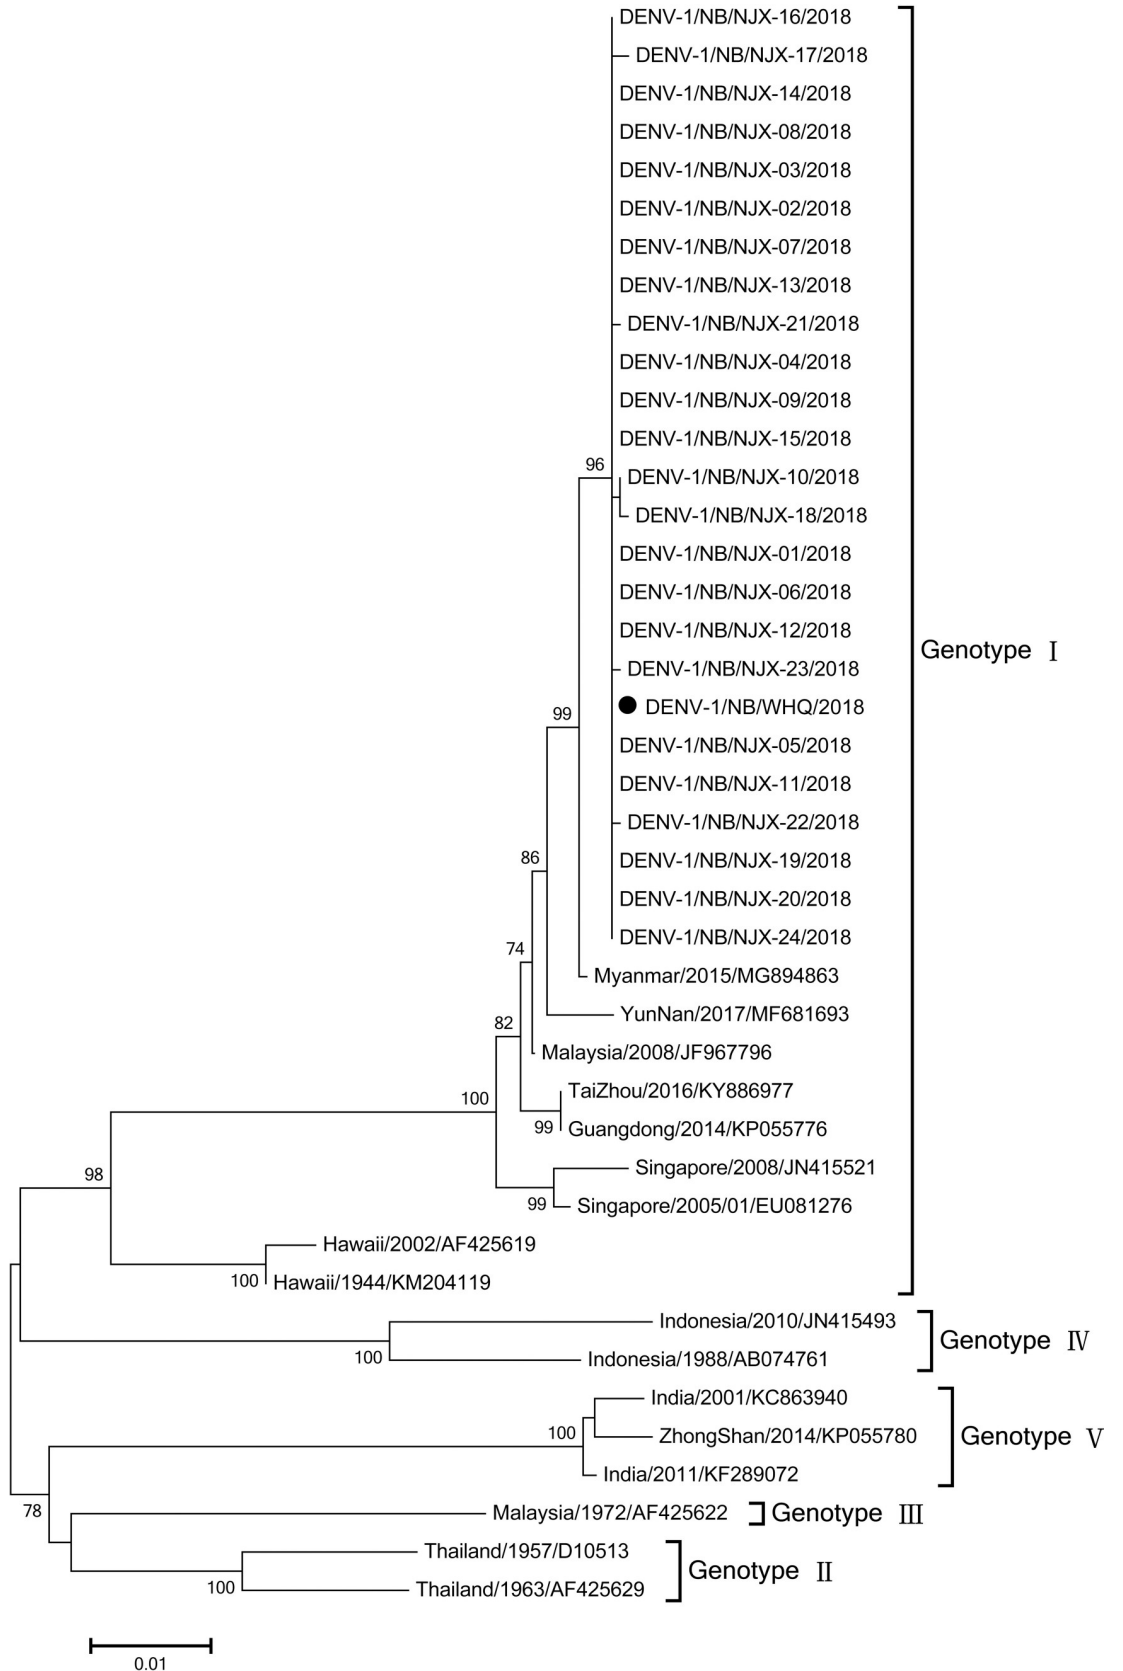 DENV-1/NB/NJX-16/2018
DENV-1/NB/NJX-17/2018
DENV-1/NB/NJX-14/2018
DENV-1/NB/NJX-08/2018
DENV-1/NB/NJX-03/2018
DENV-1/NB/NJX-02/2018
DENV-1/NB/NJX-07/2018
DENV-1/NB/NJX-13/2018
DENV-1/NB/NJX-21/2018
DENV-1/NB/NJX-04/2018
DENV-1/NB/NJX-09/2018
DENV-1/NB/NJX-15/2018
96
DENV-1/NB/NJX-10/2018
DENV-1/NB/NJX-18/2018
DENV-1/NB/NJX-01/2018
DENV-1/NB/NJX-06/2018
DENV-1/NB/NJX-12/2018
Genotype Ⅰ
DENV-1/NB/NJX-23/2018
DENV-1/NB/WHQ/2018
99
DENV-1/NB/NJX-05/2018
DENV-1/NB/NJX-11/2018
DENV-1/NB/NJX-22/2018
86
DENV-1/NB/NJX-19/2018
DENV-1/NB/NJX-20/2018
DENV-1/NB/NJX-24/2018
74
Myanmar/2015/MG894863
YunNan/2017/MF681693
82
Malaysia/2008/JF967796
TaiZhou/2016/KY886977
100
Guangdong/2014/KP055776
99
Singapore/2008/JN415521
98
Singapore/2005/01/EU081276
99
Hawaii/2002/AF425619
Hawaii/1944/KM204119
100
Indonesia/2010/JN415493
Genotype Ⅳ
Indonesia/1988/AB074761
100
India/2001/KC863940
100
ZhongShan/2014/KP055780
Genotype Ⅴ
India/2011/KF289072
78
Malaysia/1972/AF425622
Genotype Ⅲ
Thailand/1957/D10513
Genotype Ⅱ
100
Thailand/1963/AF425629
0.01